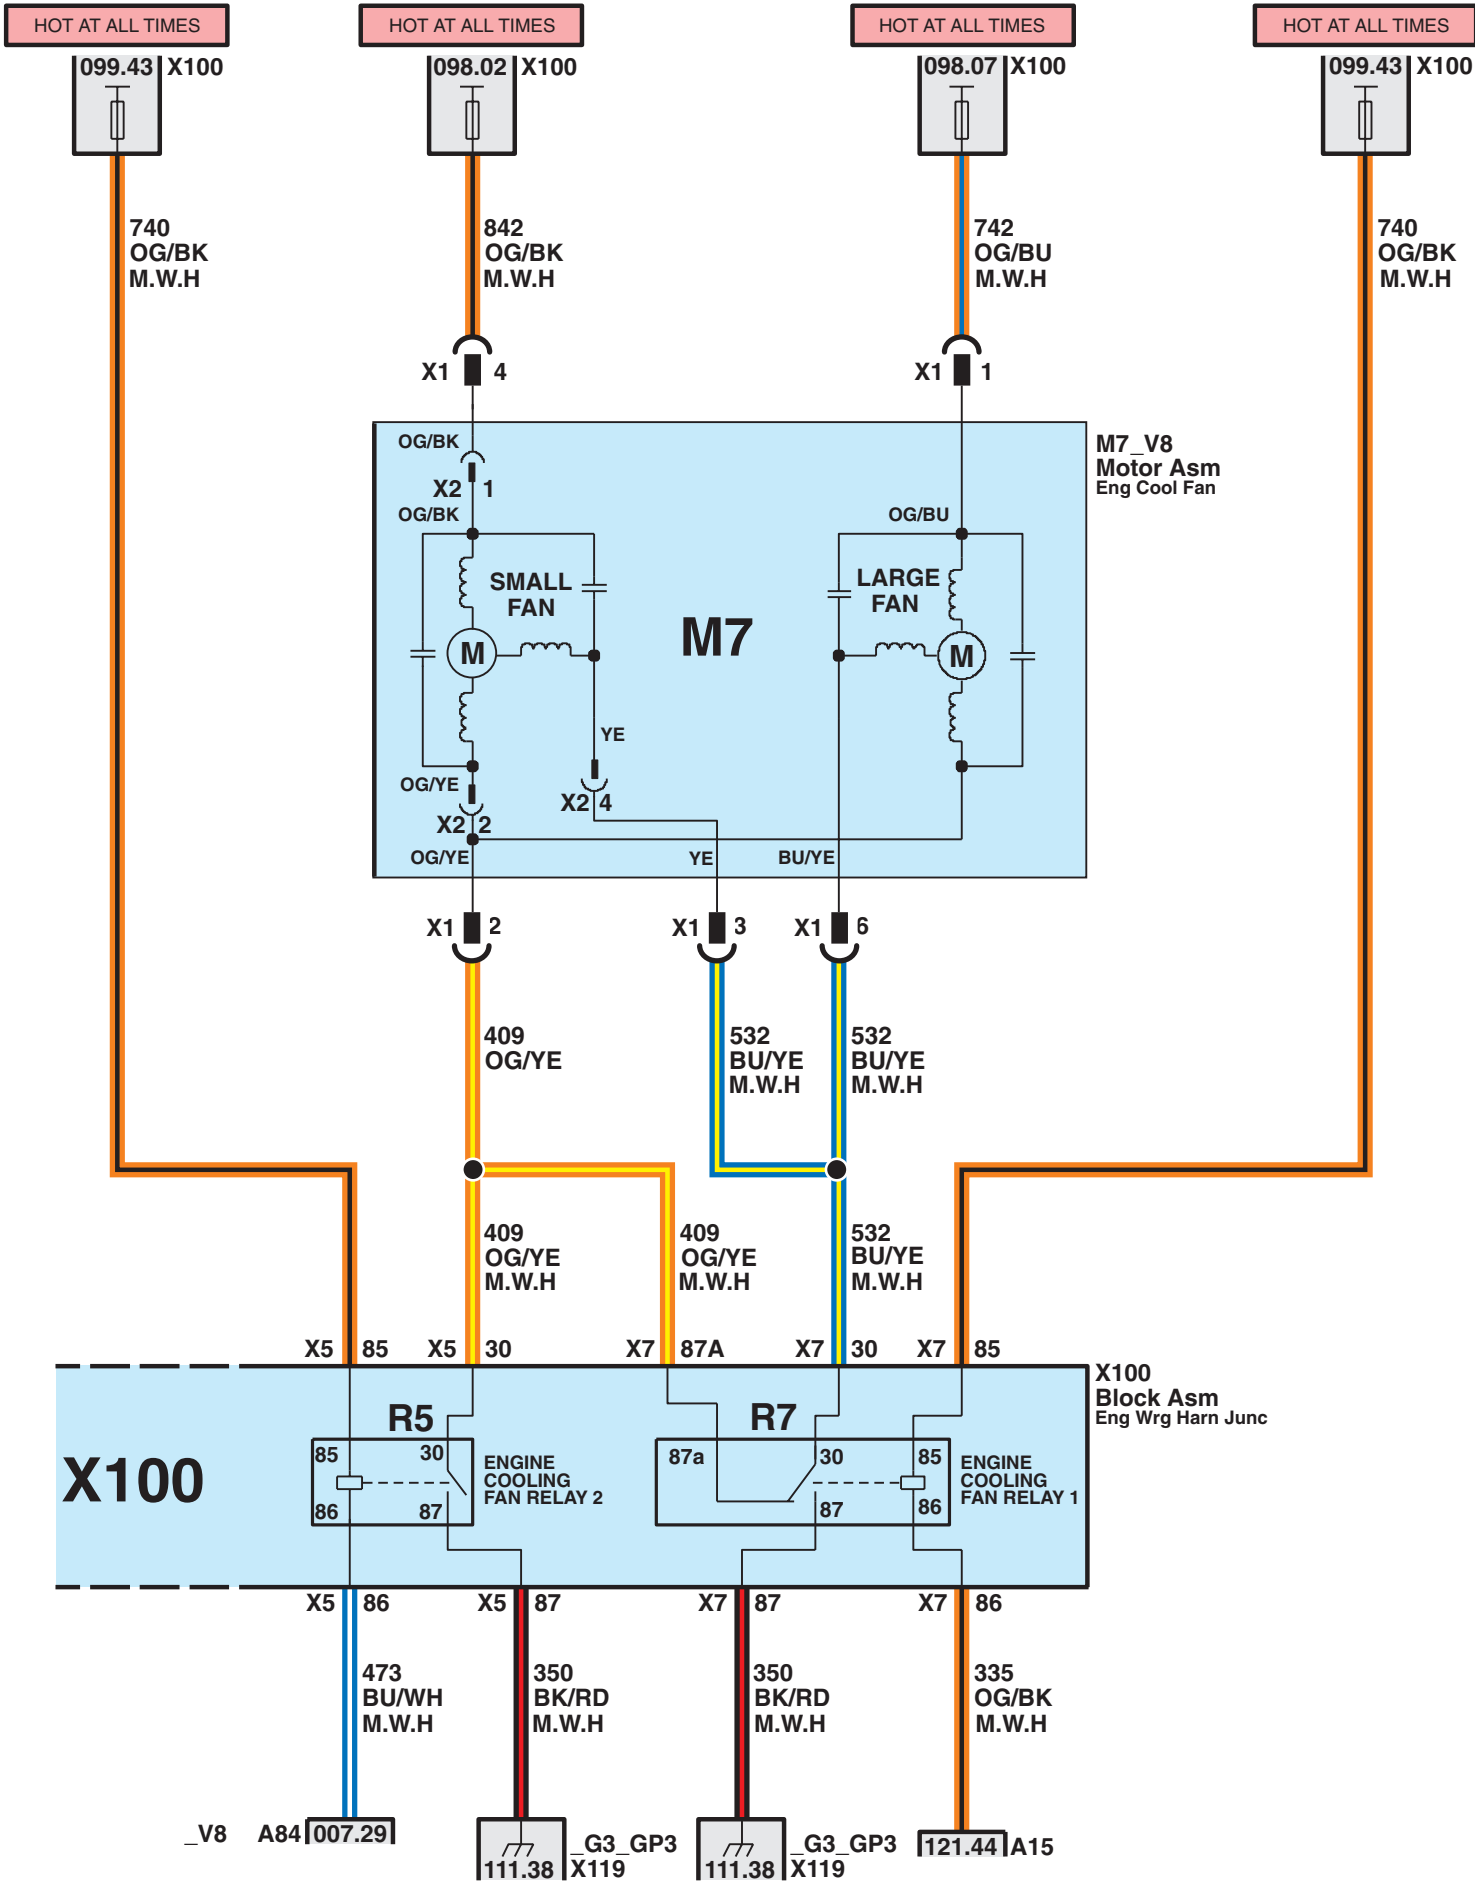 HOT AT ALL TIMES
HOT AT ALL TIMES
HOT AT ALL TIMES
HOT AT ALL TIMES
099.43 X100
098.02 X100
098.07 X100
099.43 X100
740
OG/BK
M.W.H
842
OG/BK
M.W.H
742
OG/BU
M.W.H
740
OG/BK
M.W.H
X1 4
X1 1
M7_V8
Motor Asm
Eng Cool Fan
OG/BK
X2 1
OG/BK
OG/BU
SMALL
FAN
LARGE
FAN
M7
M
M
YE
OG/YE
X2 4
X2 2
OG/YE
YE
BU/YE
X1 2
X1 3
X1 6
409
OG/YE
532
BU/YE
M.W.H
532
BU/YE
M.W.H
409
OG/YE
M.W.H
409
OG/YE
M.W.H
532
BU/YE
M.W.H
X5 85
X5 30
X7 87A
X7 30
X7 85
X100
Block Asm
Eng Wrg Harn Junc
X100
R5
85
30
86
87
ENGINE
COOLING
FAN RELAY 2
R7
87a
30
85
87
86
ENGINE
COOLING
FAN RELAY 1
X5 86
X5 87
X7 87
X7 86
473
BU/WH
M.W.H
350
BK/RD
M.W.H
350
BK/RD
M.W.H
335
OG/BK
M.W.H
_V8 A84 007.29
111.38
_G3_GP3
X119
111.38
_G3_GP3
X119
121.44 A15